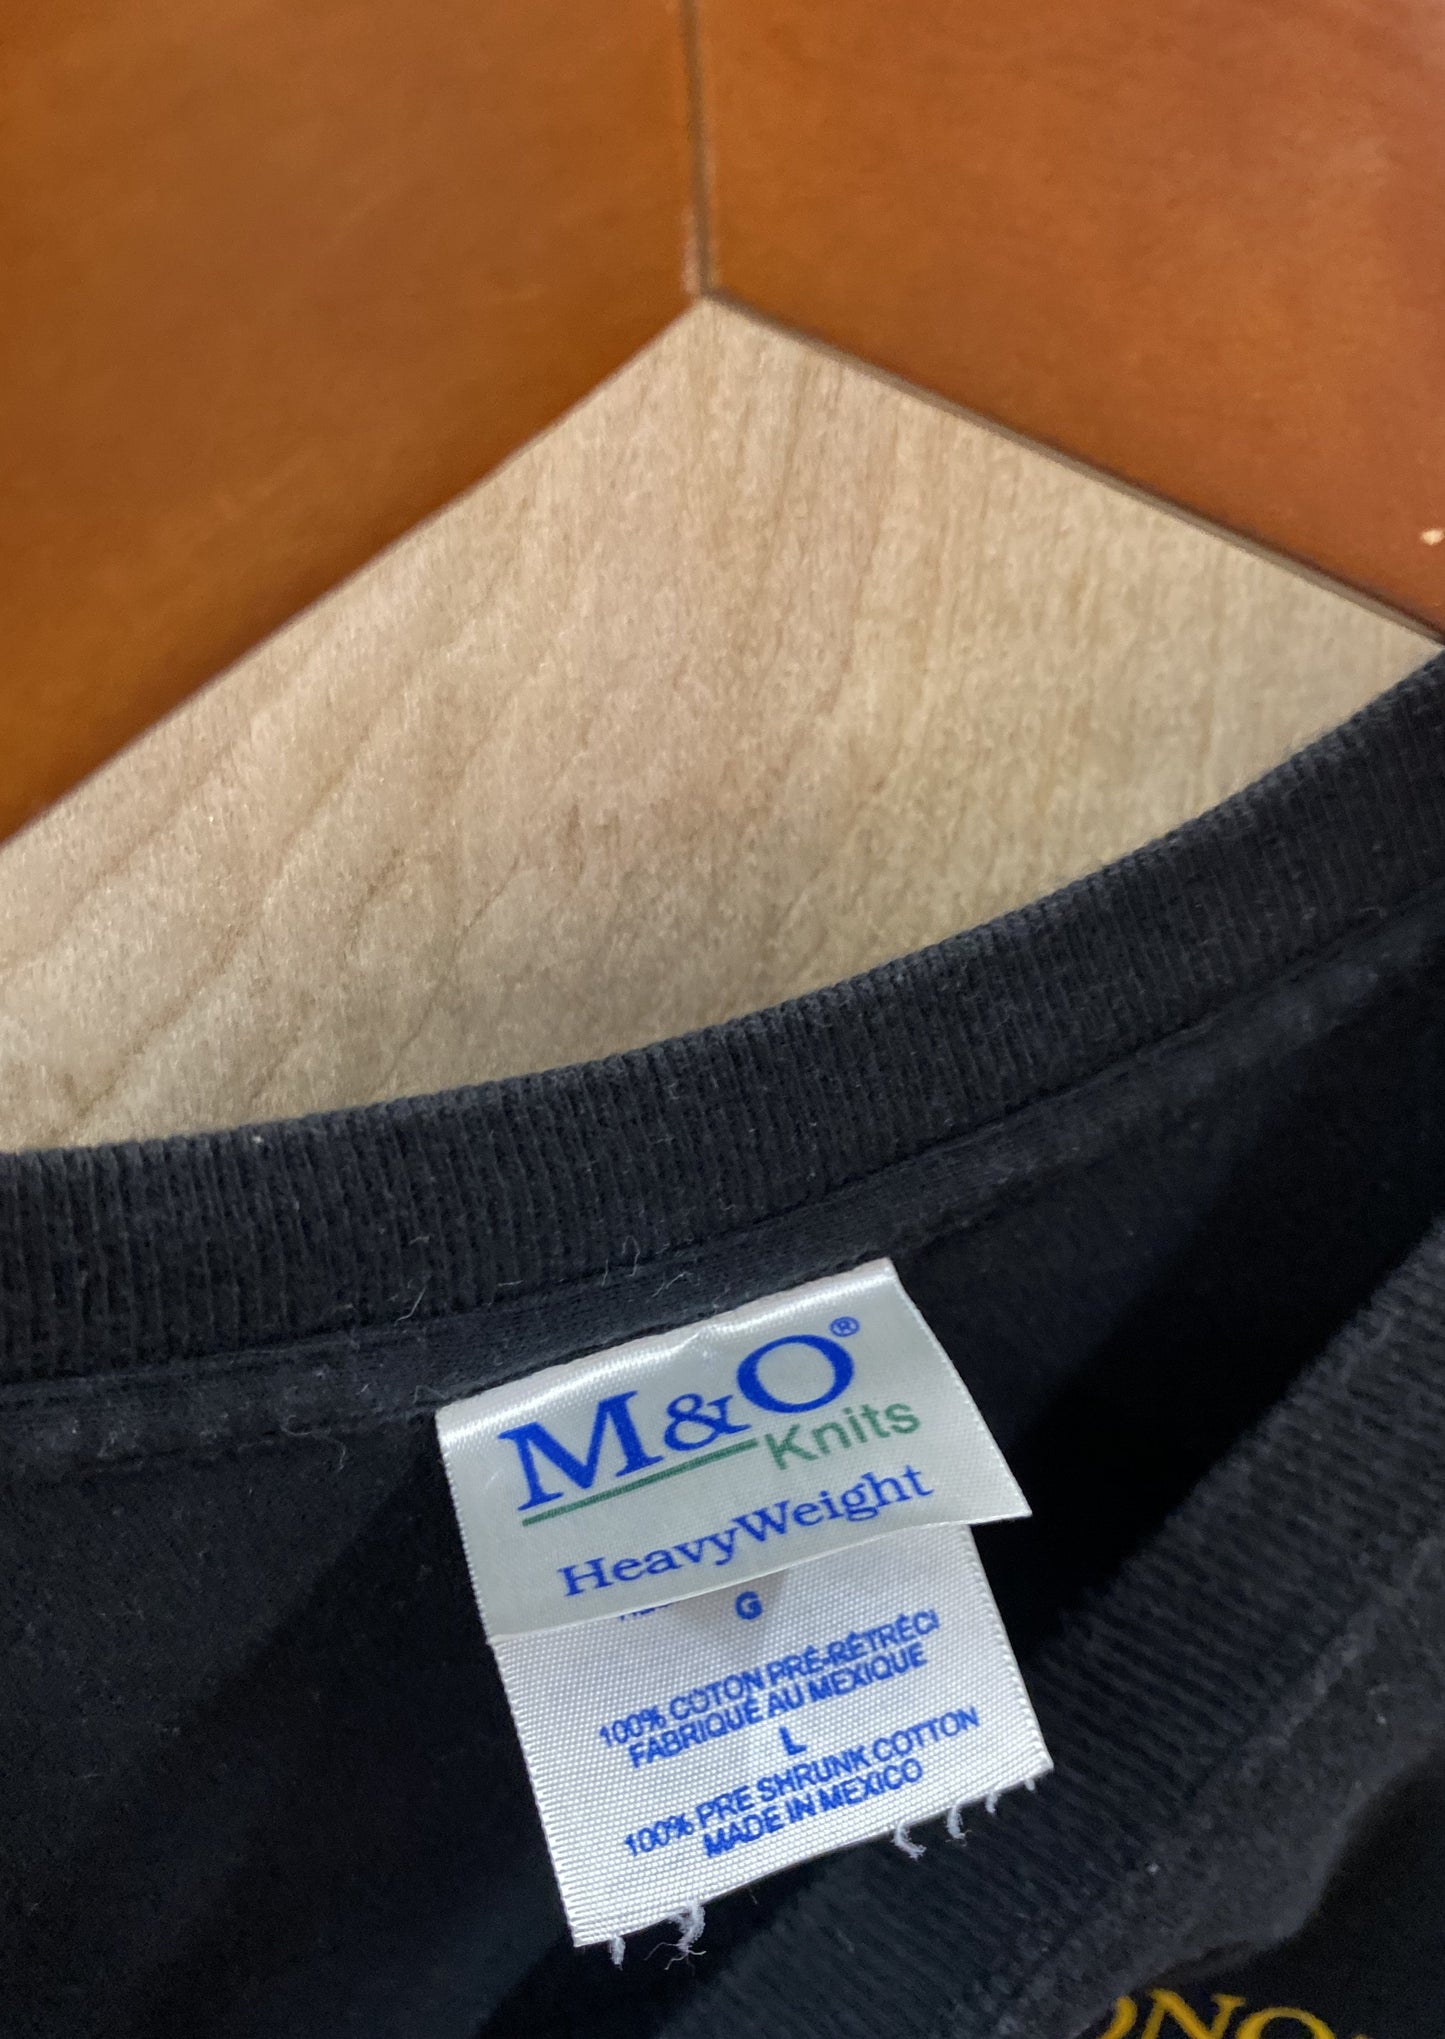 M&O®
Knits
HeavyWeight
G
100% COTON PRÉ-RÉTRÉCI
FABRIQUÉ AU MEXIQUE
L
100% PRE SHRUNK COTTON
MADE IN MEXICO